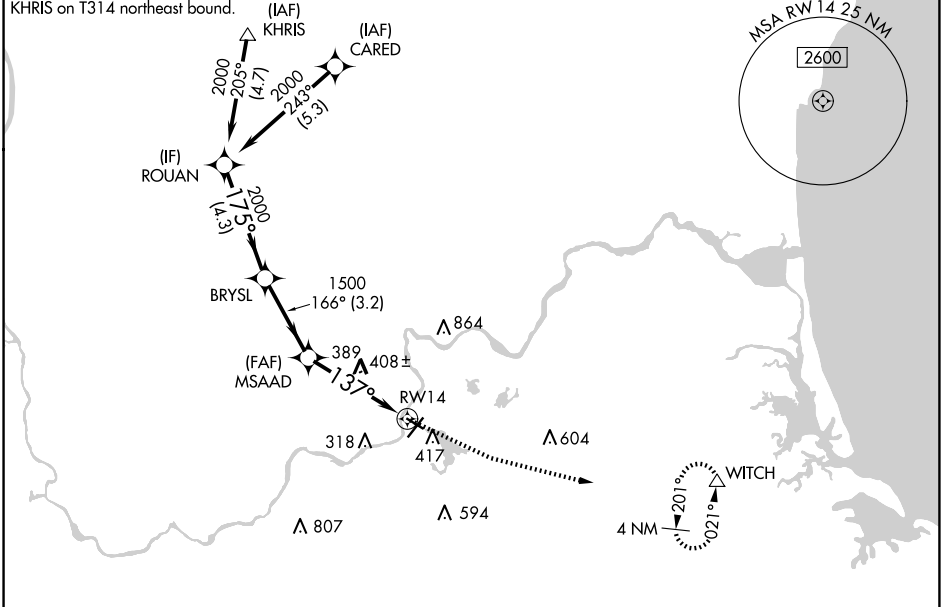 KHRIS on T314 northeast bound.
(IAF)
KHRIS
(IAF)
CARED
2000
205°
(4.7)
2000
243°
(5.3)
MSA RW 14 25 NM
2600
(IF)
ROUAN
2000
175°
(4.3)
BRYSL
1500
166° (3.2)
(FAF)
MSAAD
389
408±
864
137°
RW14
318
417
604
WITCH
201°
021°
4 NM
807
594